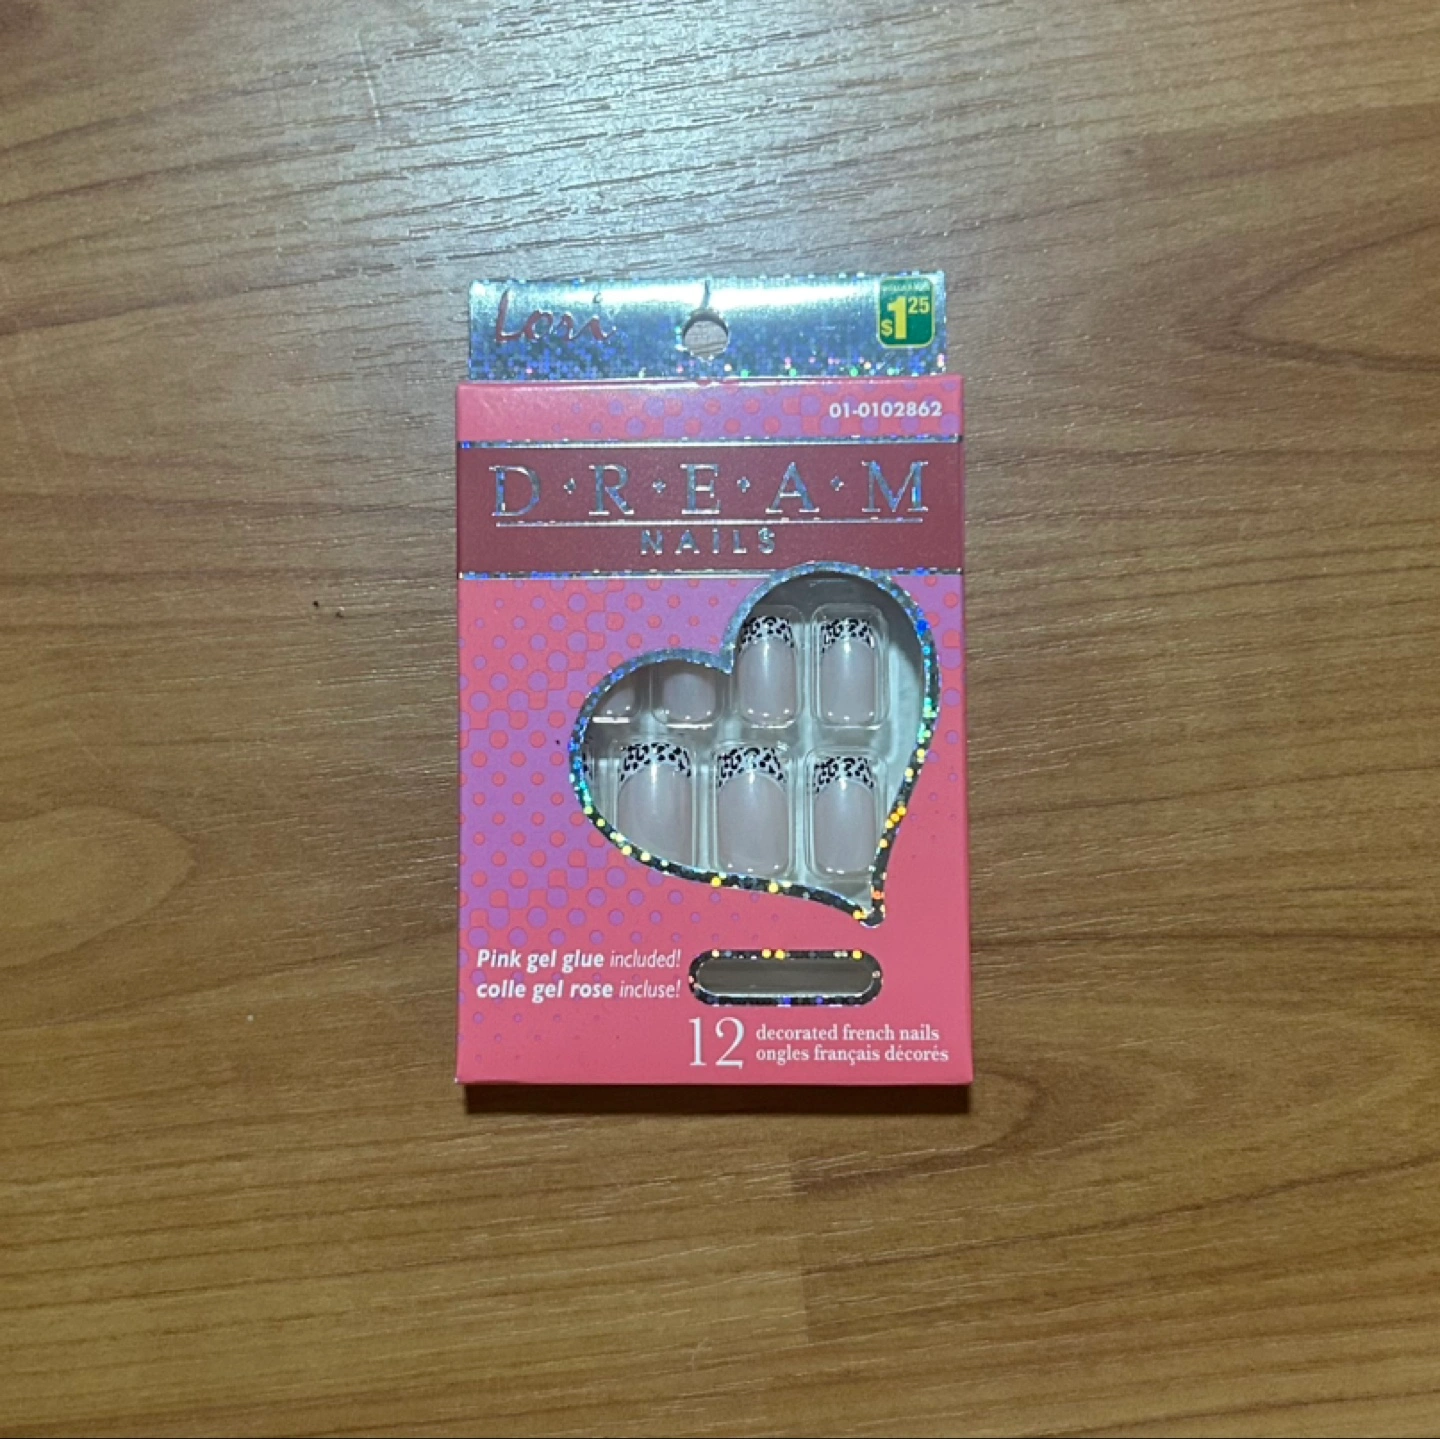 Lori
$1.25
01-0102862
D·R·E·A·M
NAILS
Pink gel glue included!
colle gel rose incluse!
12 decorated french nails
ongles français décorés